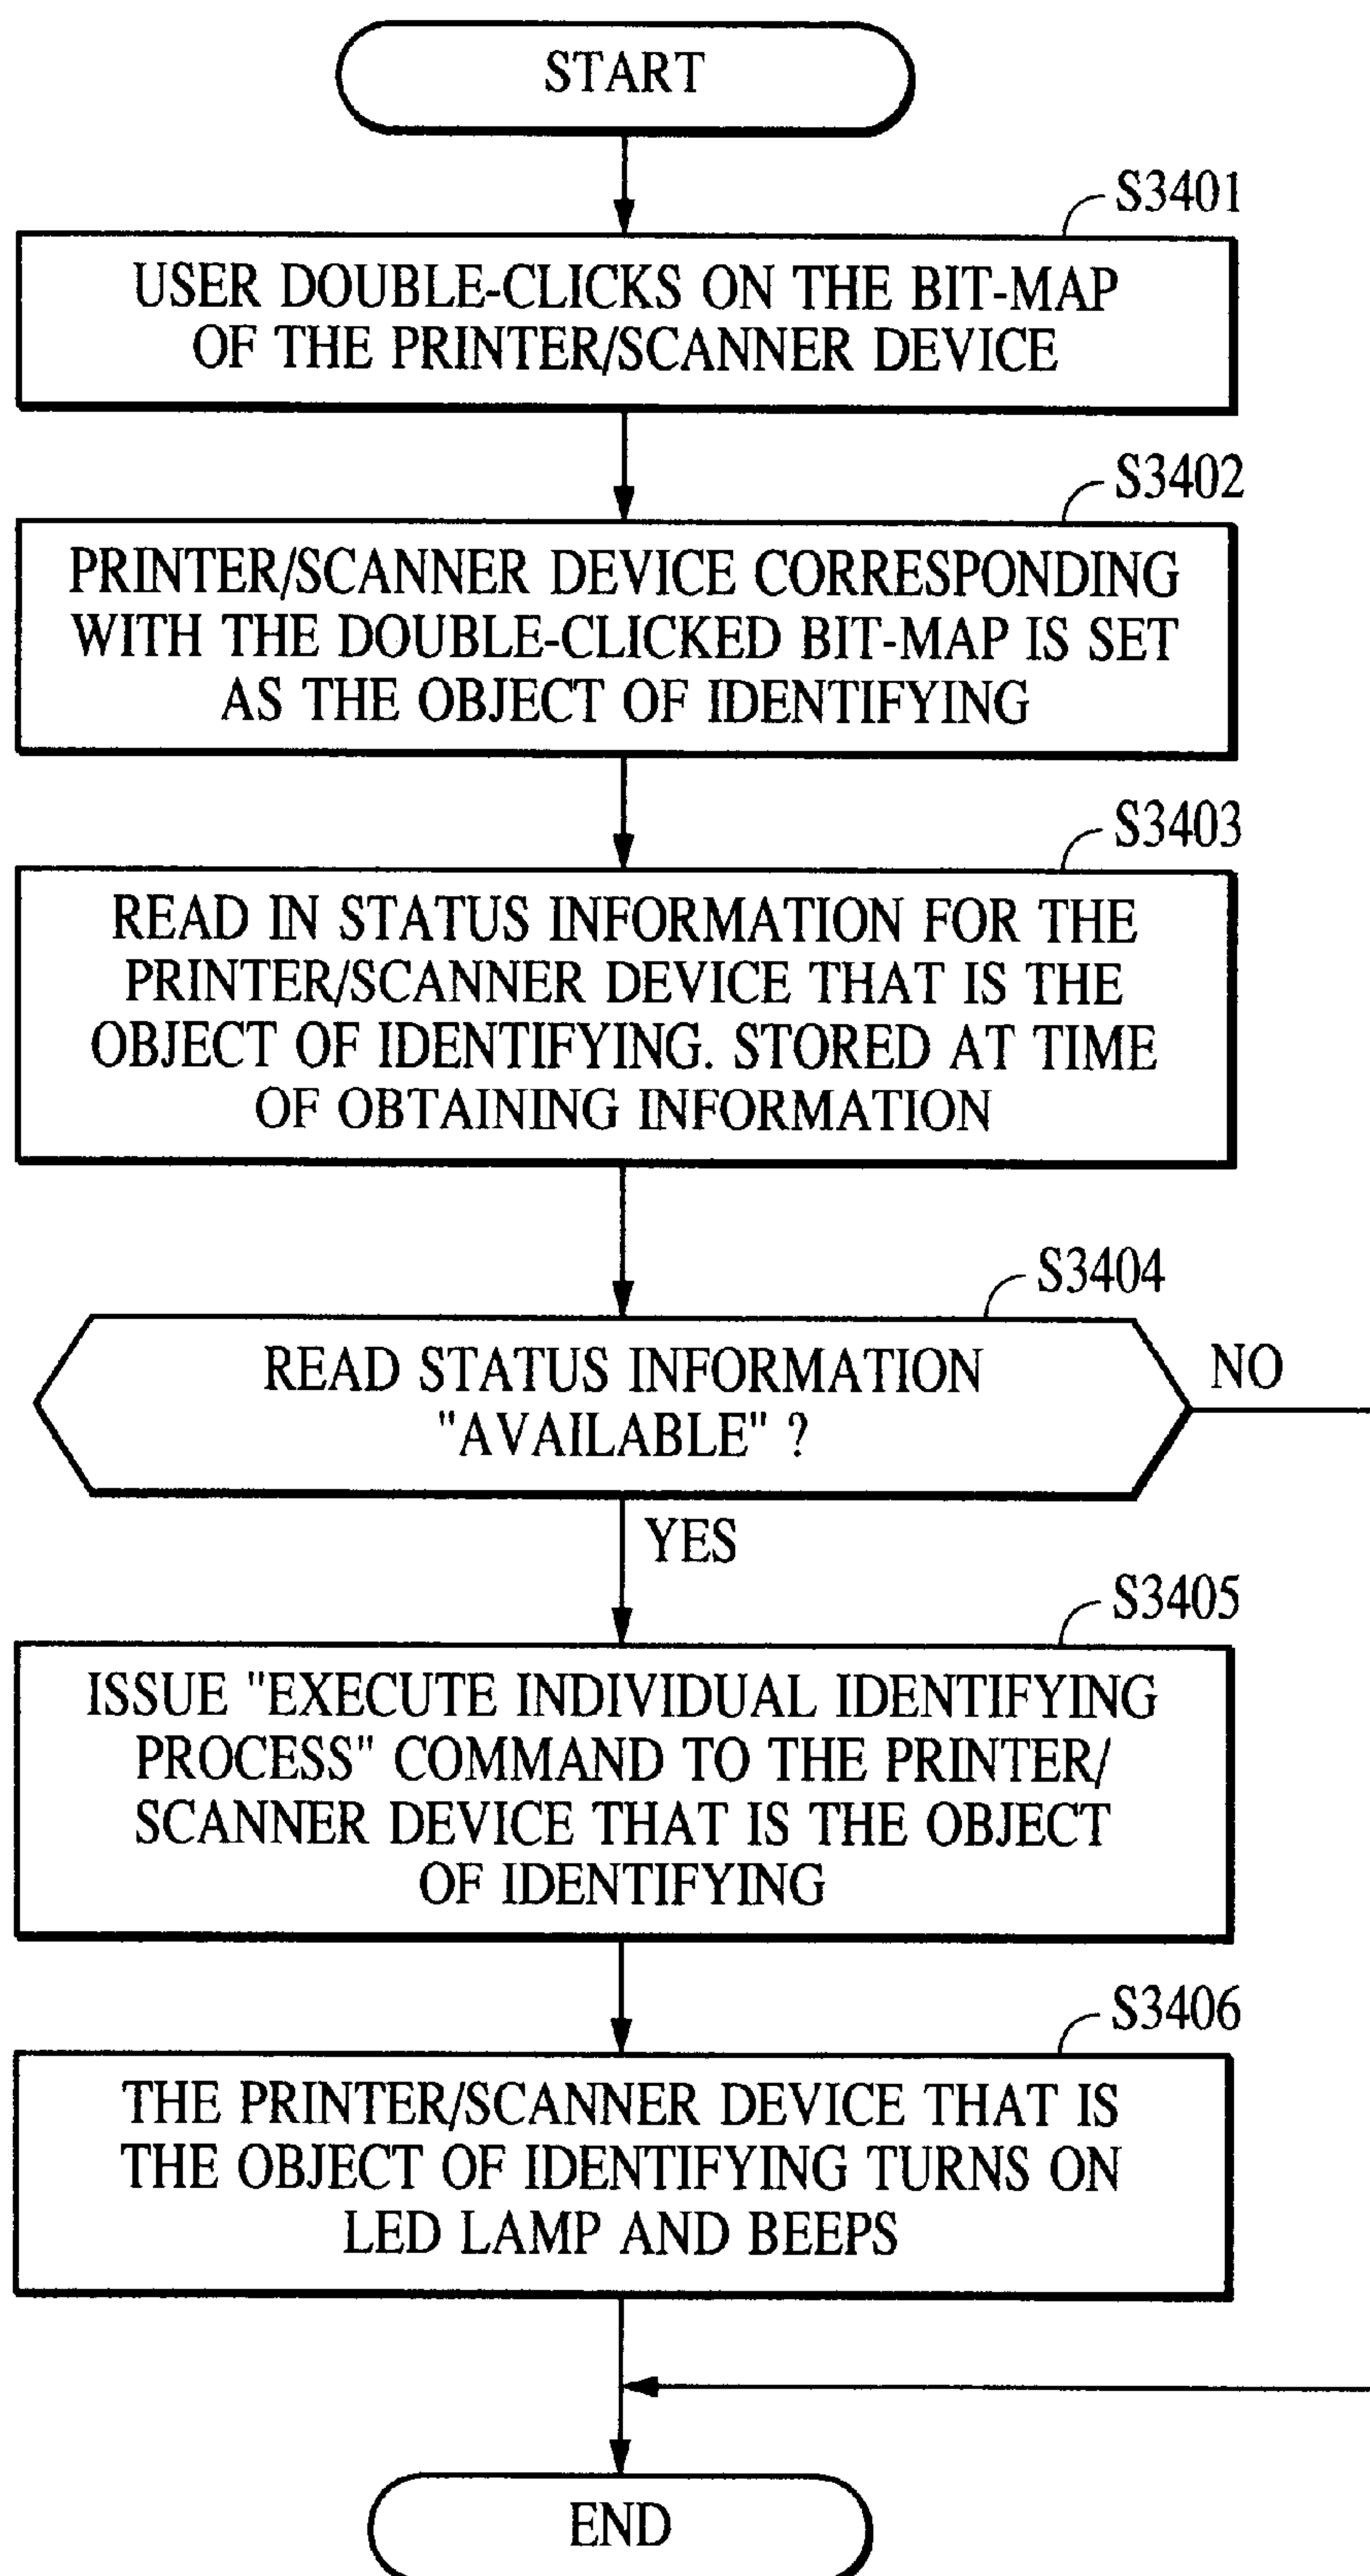 START
S3401
USER DOUBLE-CLICKS ON THE BIT-MAP
OF THE PRINTER/SCANNER DEVICE
S3402
PRINTER/SCANNER DEVICE CORRESPONDING
WITH THE DOUBLE-CLICKED BIT-MAP IS SET
AS THE OBJECT OF IDENTIFYING
S3403
READ IN STATUS INFORMATION FOR THE
PRINTER/SCANNER DEVICE THAT IS THE
OBJECT OF IDENTIFYING. STORED AT TIME
OF OBTAINING INFORMATION
S3404
READ STATUS INFORMATION
"AVAILABLE" ?
NO
YES
S3405
ISSUE "EXECUTE INDIVIDUAL IDENTIFYING
PROCESS" COMMAND TO THE PRINTER/
SCANNER DEVICE THAT IS THE OBJECT
OF IDENTIFYING
S3406
THE PRINTER/SCANNER DEVICE THAT IS
THE OBJECT OF IDENTIFYING TURNS ON
LED LAMP AND BEEPS
END